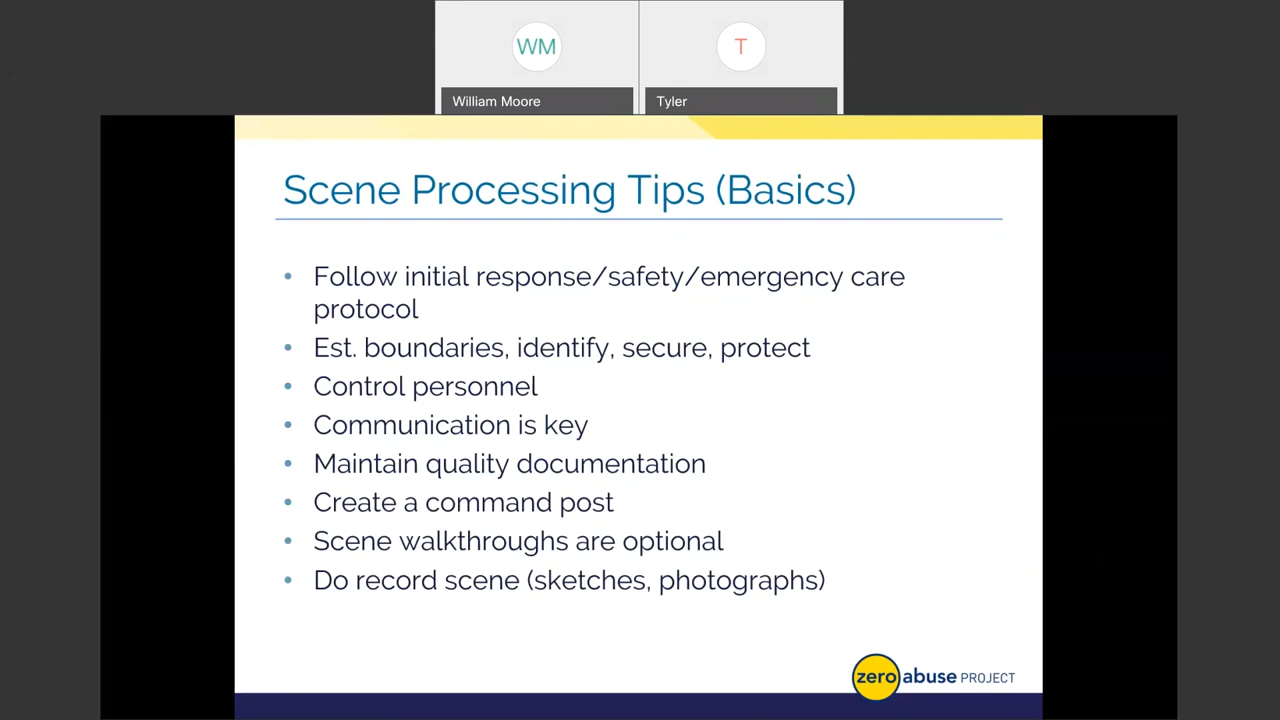 WM
T
William Moore
Tyler
Scene Processing Tips (Basics)
• Follow initial response/safety/emergency care
protocol
• Est. boundaries, identify, secure, protect
• Control personnel
• Communication is key
• Maintain quality documentation
• Create a command post
• Scene walkthroughs are optional
• Do record scene (sketches, photographs)
zero abuse PROJECT